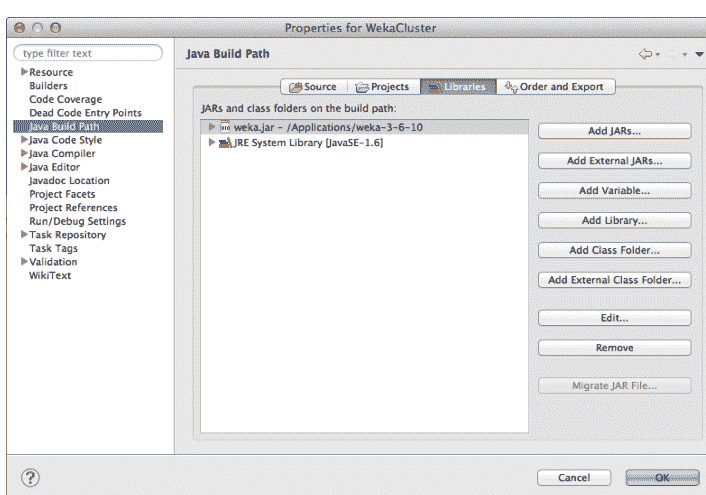 Properties for WekaCluster
type filter text
Resource
Builders
Code Coverage
Dead Code Entry Points
Java Build Path
Java Code Style
Java Compiler
Java Editor
Javadoc Location
Project Facets
Project References
Run/Debug Settings
Task Repository
Task Tags
Validation
WikiText
Java Build Path
Source Projects Libraries Order and Export
JARs and class folders on the build path:
weka.jar - /Applications/weka-3-6-10
JRE System Library [JavaSE-1.6]
Add JARs...
Add External JARs...
Add Variable...
Add Library...
Add Class Folder...
Add External Class Folder...
Edit...
Remove
Migrate JAR File...
?
Cancel OK